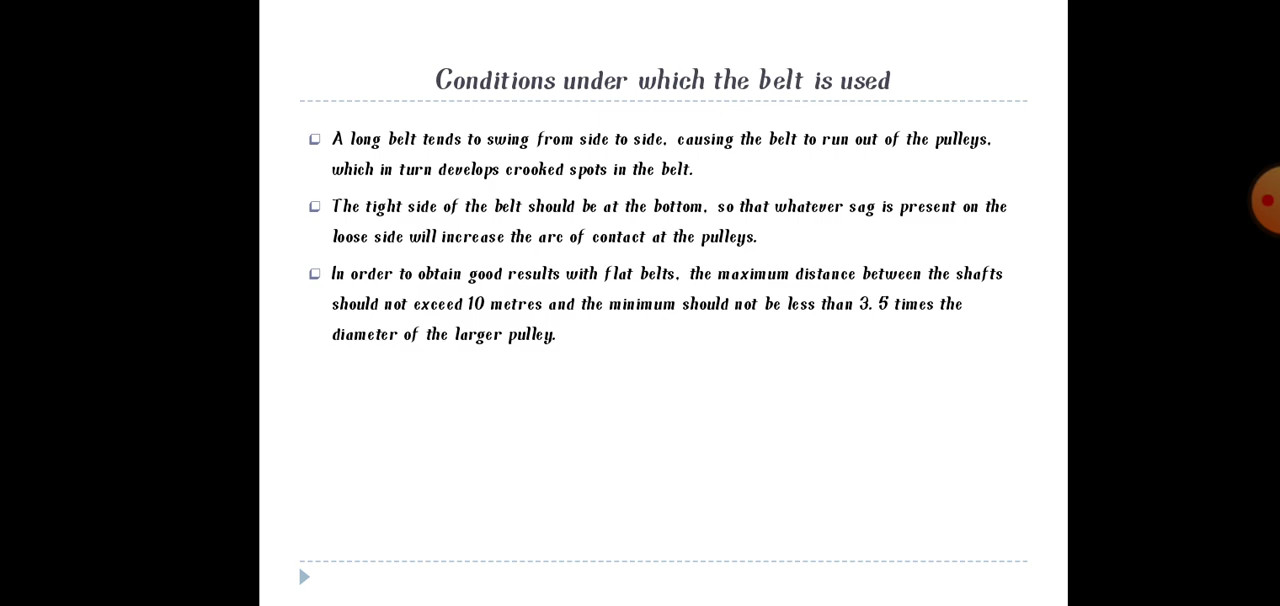 Conditions under which the belt is used
A long belt tends to swing from side to side, causing the belt to run out of the pulleys,
which in turn develops crooked spots in the belt.
The tight side of the belt should be at the bottom, so that whatever sag is present on the
loose side will increase the arc of contact at the pulleys.
In order to obtain good results with flat belts, the maximum distance between the shafts
should not exceed 10 metres and the minimum should not be less than 3. 5 times the
diameter of the larger pulley.